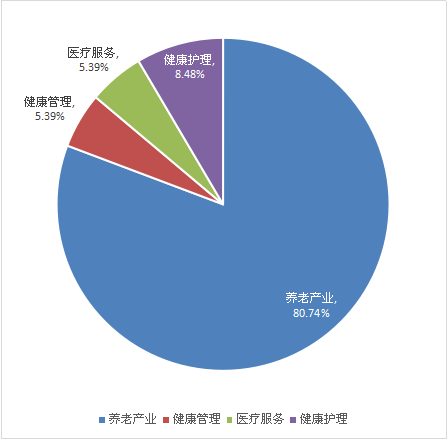 医疗服务,
5.39%
健康护理,
8.48%
健康管理,
5.39%
养老产业,
80.74%
养老产业 健康管理 医疗服务 健康护理